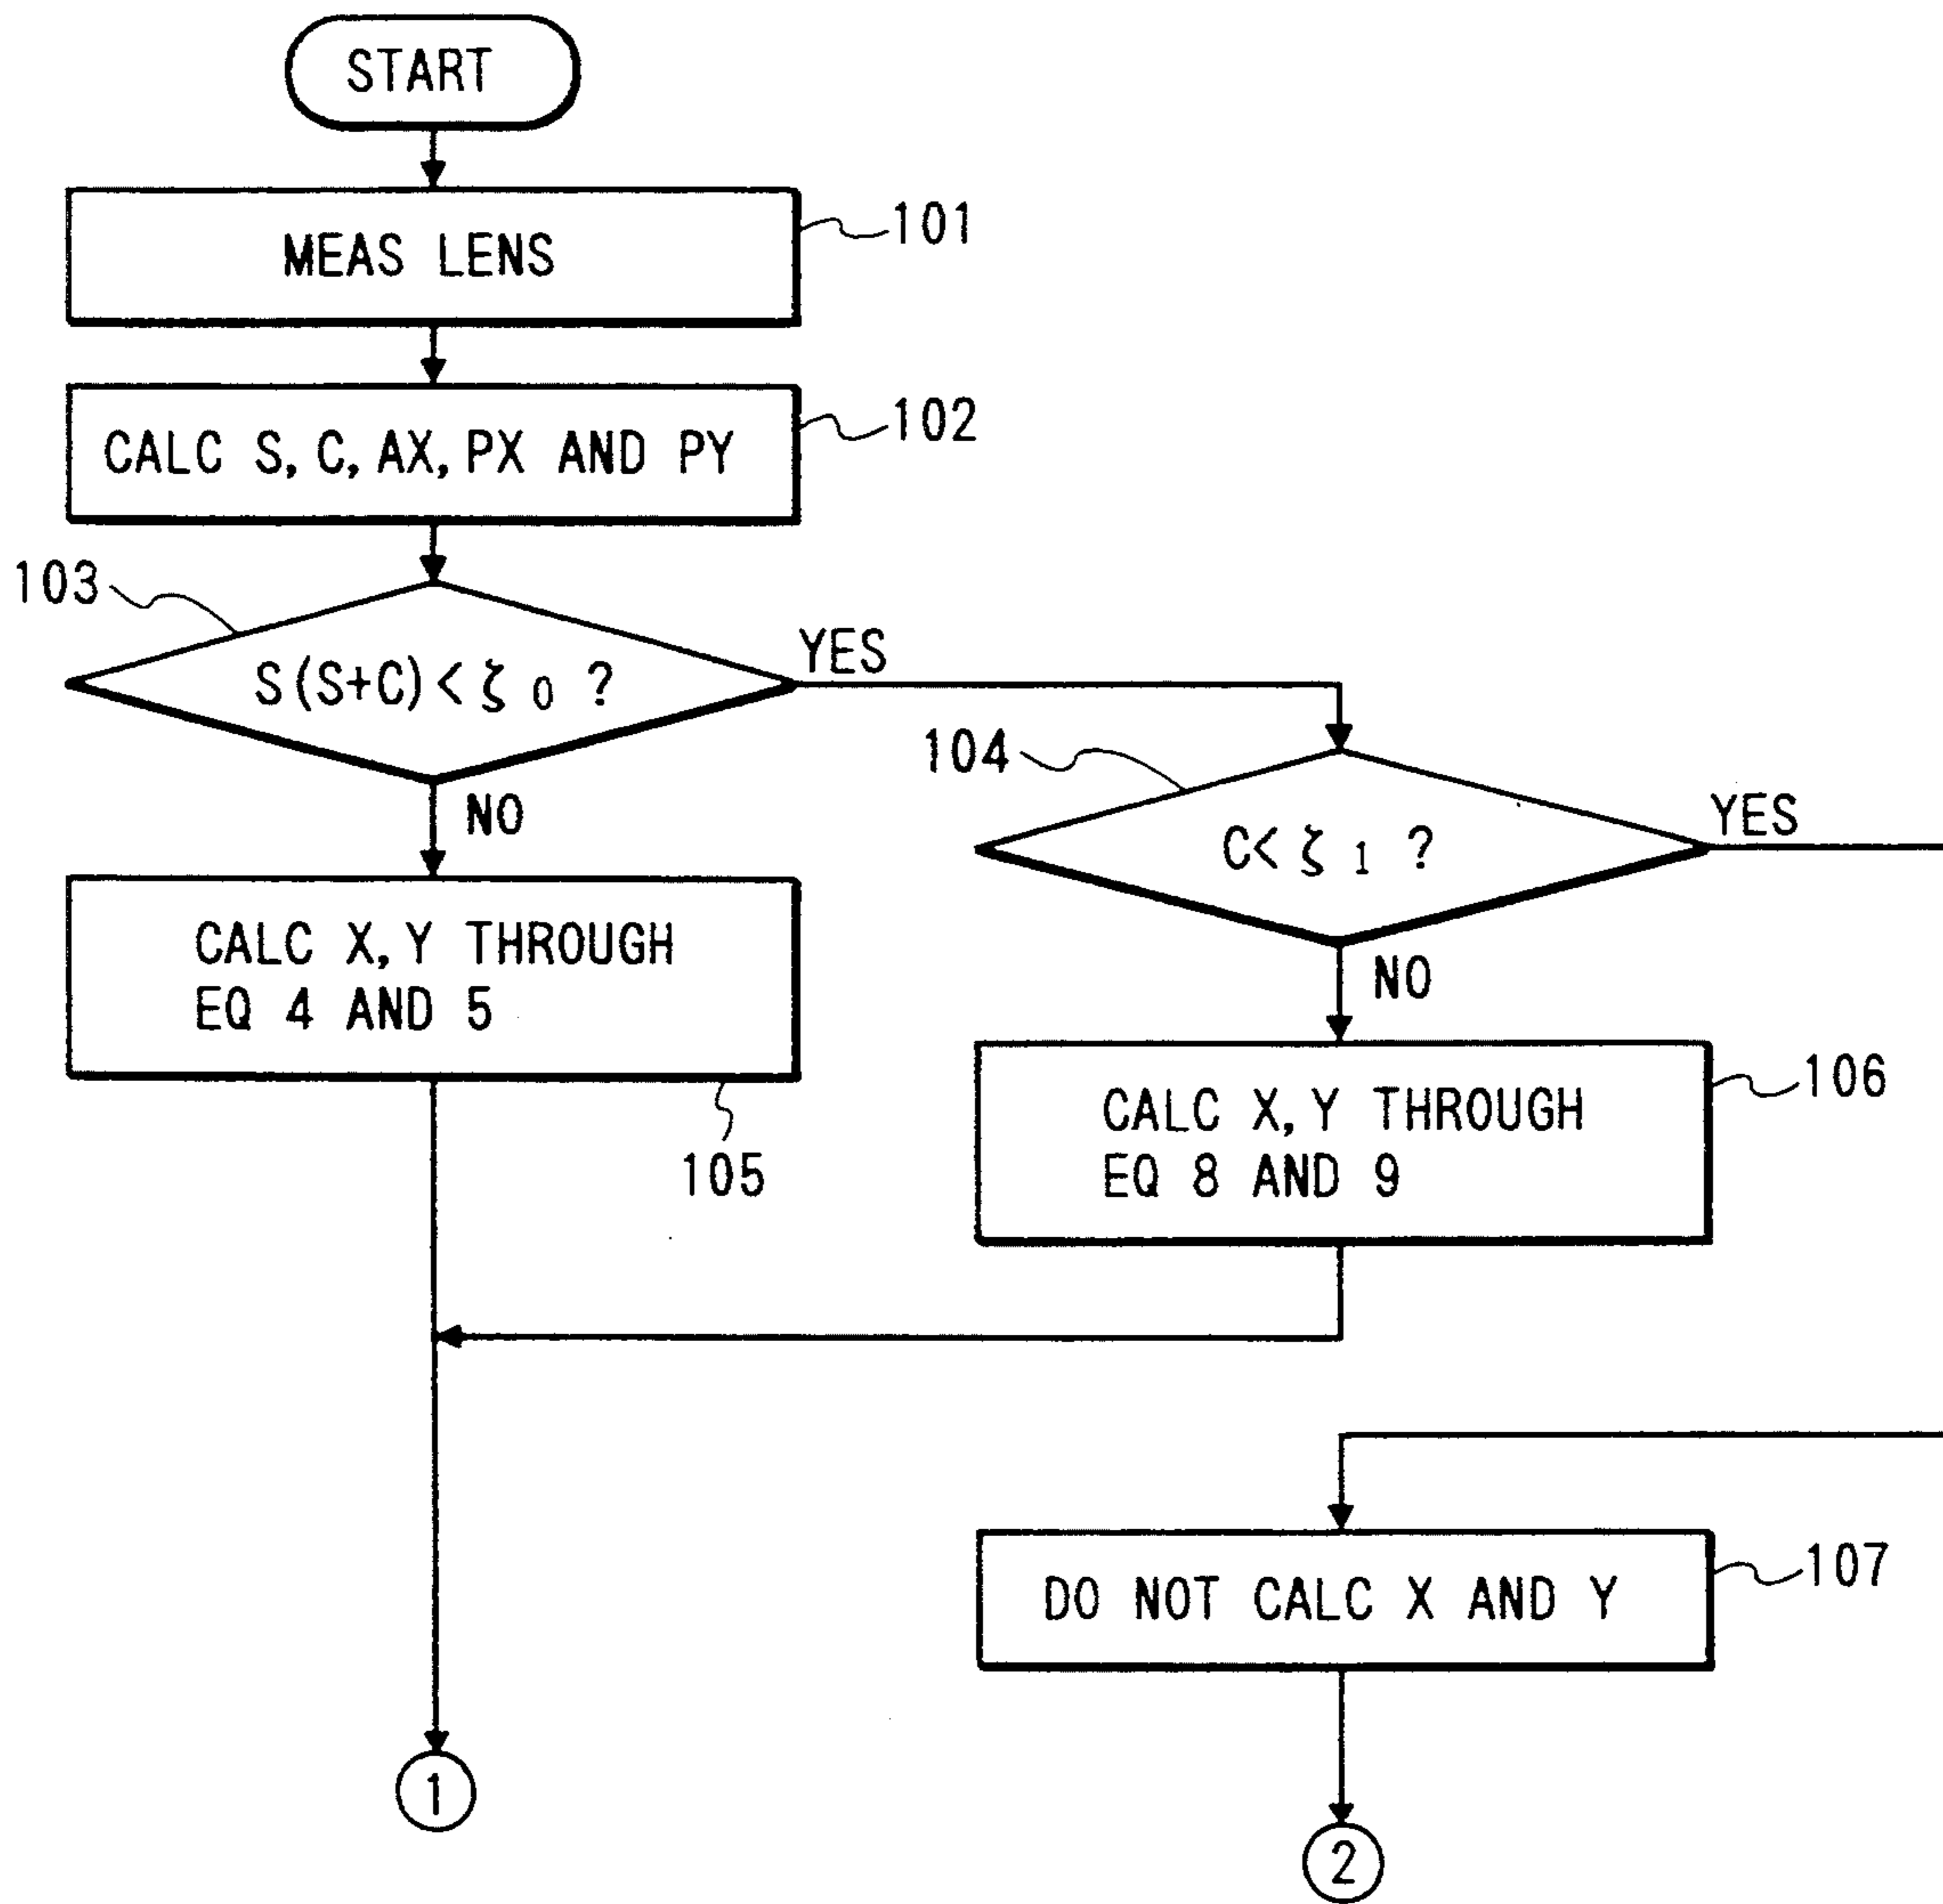 START
MEAS LENS
101
CALC S, C, AX, PX AND PY
102
103
S(S+C)<ζ0 ?
YES
NO
104
C<ζ1 ?
YES
NO
CALC X, Y THROUGH
EQ 4 AND 5
105
CALC X, Y THROUGH
EQ 8 AND 9
106
DO NOT CALC X AND Y
107
1
2